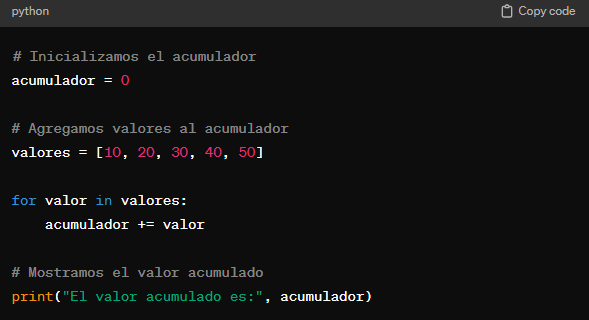 python
Copy code
# Inicializamos el acumulador
acumulador = 0
# Agregamos valores al acumulador
valores = [10, 20, 30, 40, 50]
for valor in valores:
    acumulador += valor
# Mostramos el valor acumulado
print("El valor acumulado es:", acumulador)